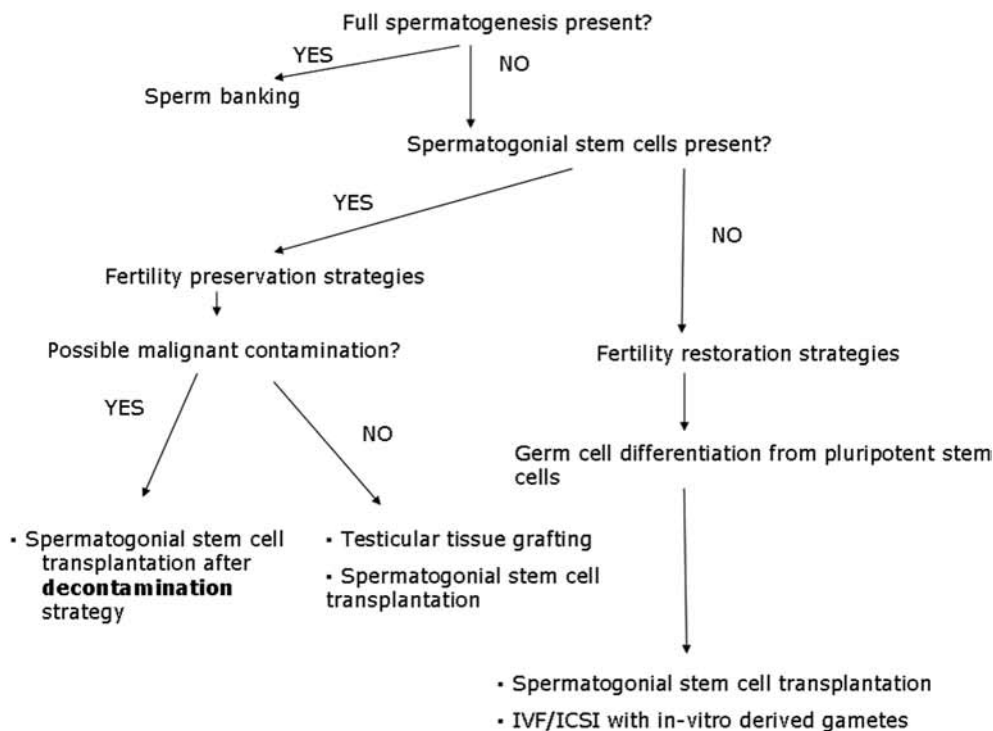 Full spermatogenesis present?
YES
NO
Sperm banking
Spermatogonial stem cells present?
YES
NO
Fertility preservation strategies
Possible malignant contamination?
Fertility restoration strategies
YES
NO
Germ cell differentiation from pluripotent stem
cells
▪ Spermatogonial stem cell
transplantation after
decontamination
strategy
▪ Testicular tissue grafting
▪ Spermatogonial stem cell
transplantation
▪ Spermatogonial stem cell transplantation
▪ IVF/ICSI with in-vitro derived gametes